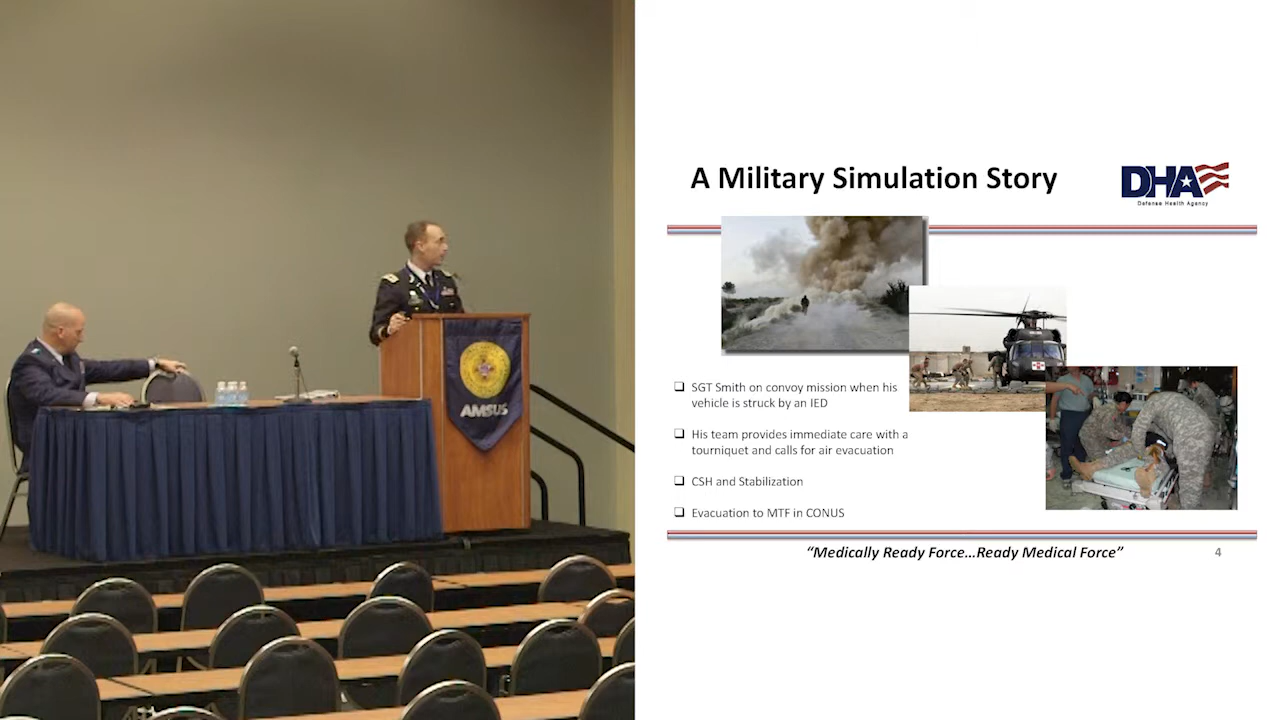 AMSUS
A Military Simulation Story
DHA
Defense Health Agency
SGT Smith on convoy mission when his
vehicle is struck by an IED
His team provides immediate care with a
tourniquet and calls for air evacuation
CSH and Stabilization
Evacuation to MTF in CONUS
“Medically Ready Force...Ready Medical Force”
4